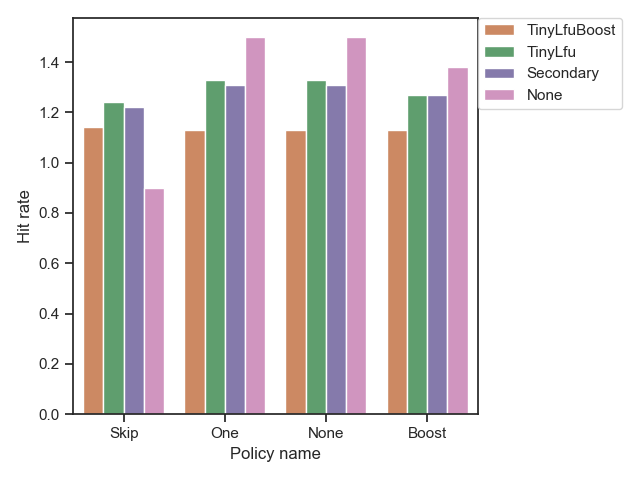 TinyLfuBoost
TinyLfu
Secondary
None
1.4
1.2
1.0
0.8
0.6
0.4
0.2
0.0
Hit rate
Skip One None Boost
Policy name